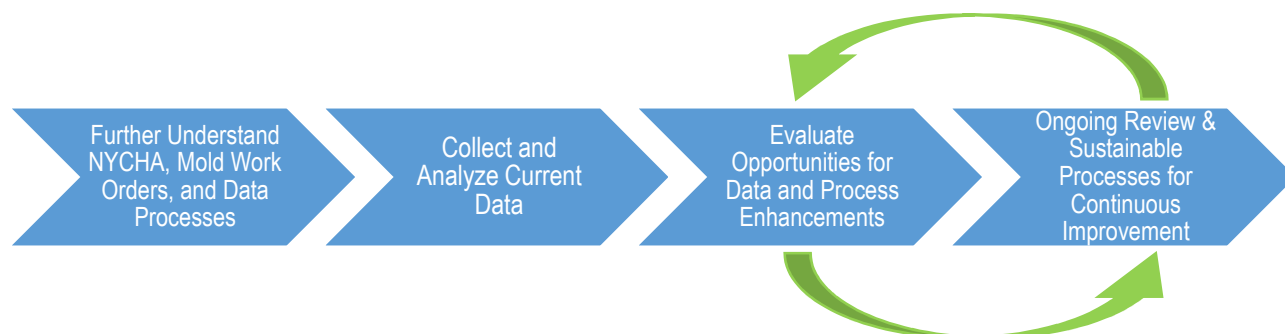 Further Understand
NYCHA, Mold Work
Orders, and Data
Processes
Collect and
Analyze Current
Data
Evaluate
Opportunities for
Data and Process
Enhancements
Ongoing Review &
Sustainable
Processes for
Continuous
Improvement